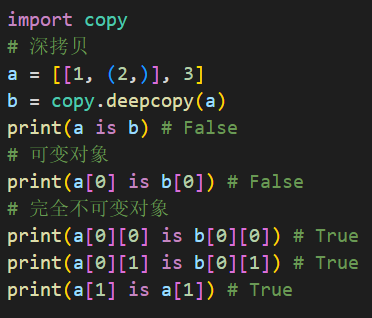 import copy
# 深拷贝
a = [[1, (2,)], 3]
b = copy.deepcopy(a)
print(a is b) # False
# 可变对象
print(a[0] is b[0]) # False
# 完全不可变对象
print(a[0][0] is b[0][0]) # True
print(a[0][1] is b[0][1]) # True
print(a[1] is a[1]) # True